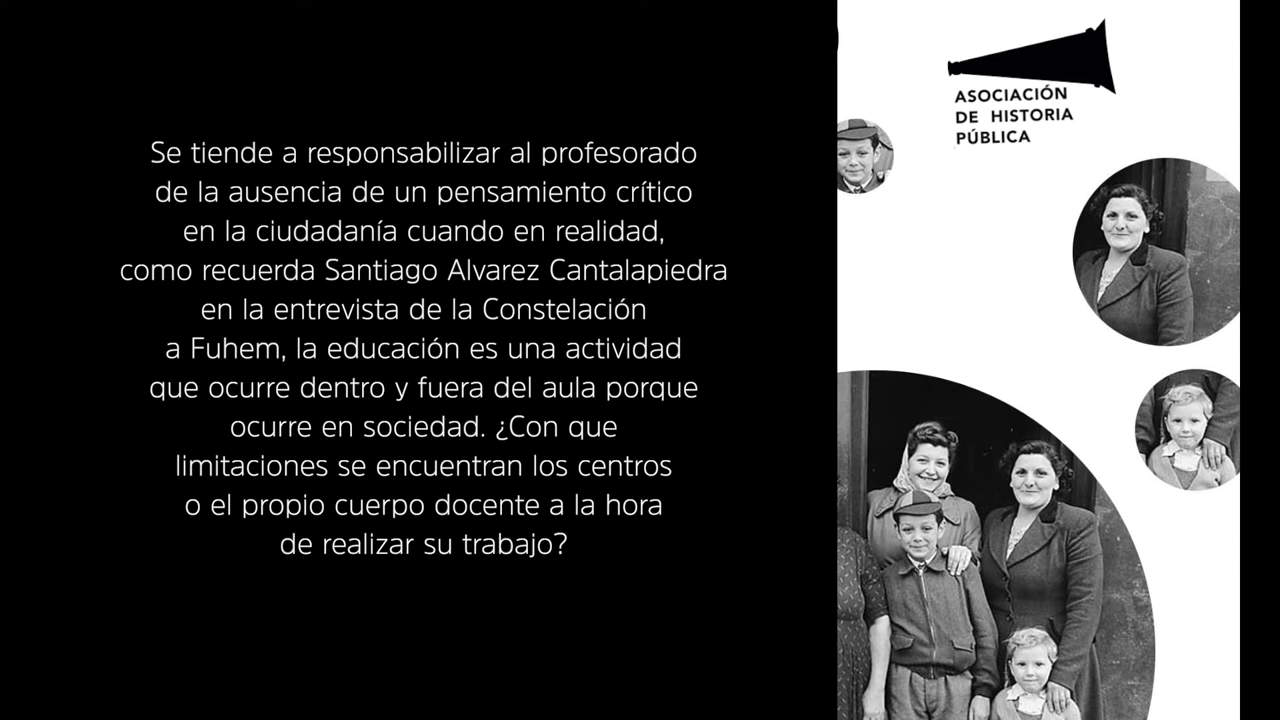 Se tiende a responsabilizar al profesorado
de la ausencia de un pensamiento crítico
en la ciudadanía cuando en realidad,
como recuerda Santiago Alvarez Cantalapiedra
en la entrevista de la Constelación
a Fuhem, la educación es una actividad
que ocurre dentro y fuera del aula porque
ocurre en sociedad. ¿Con que
limitaciones se encuentran los centros
o el propio cuerpo docente a la hora
de realizar su trabajo?
ASOCIACIÓN
DE HISTORIA
PÚBLICA